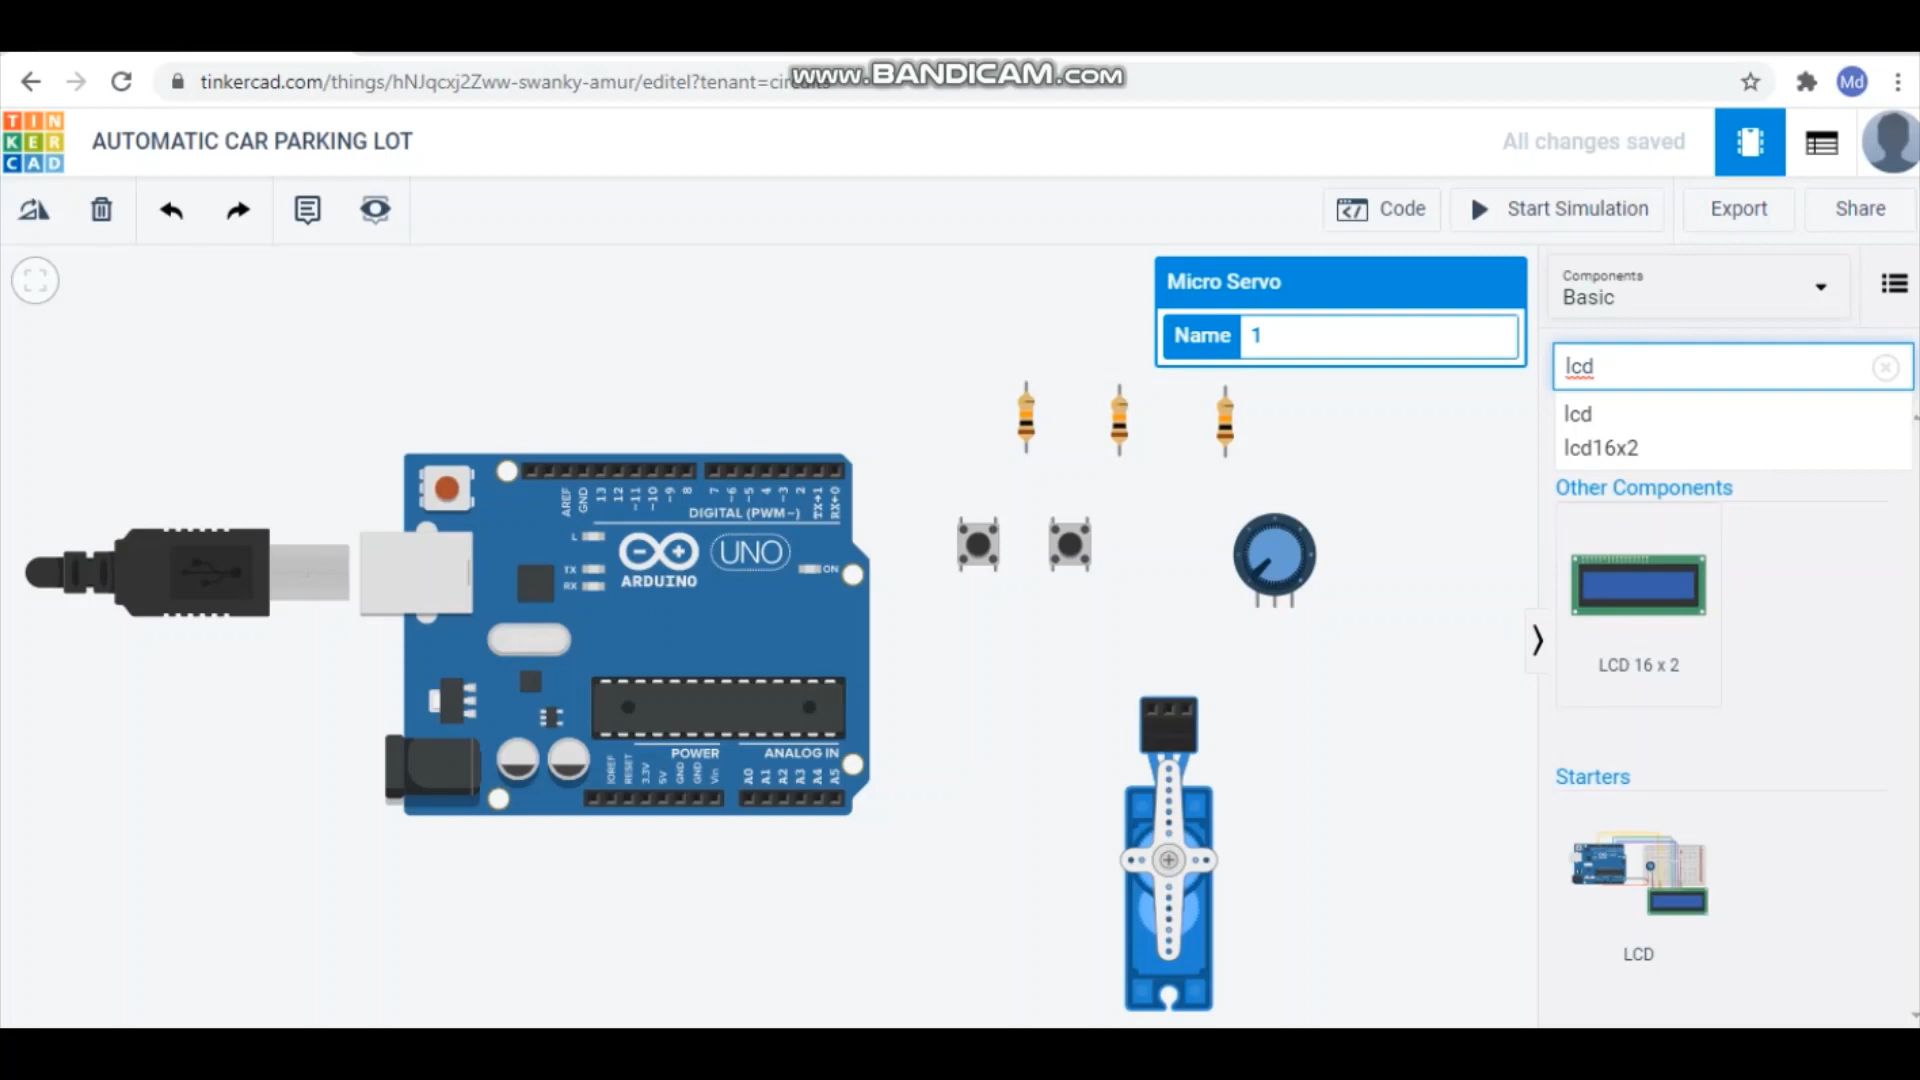 www.BANDICAM.com
tinkercad.com/things/hNJqcxj2Zww-swanky-amur/editel?tenant=circuits
Md
TIN
KER
CAD
AUTOMATIC CAR PARKING LOT
All changes saved
Code
Start Simulation
Export
Share
Micro Servo
Name 1
Components
Basic
lcd
lcd
lcd16x2
Other Components
LCD 16 x 2
Starters
LCD
AREF
GND
13
12
~11
~10
~9
8
7
~6
~5
4
~3
2
TX→1
RX←0
DIGITAL (PWM~)
L
TX
RX
UNO
ON
ARDUINO
POWER
ANALOG IN
IOREF
RESET
3.3V
5V
GND
GND
Vin
A0
A1
A2
A3
A4
A5